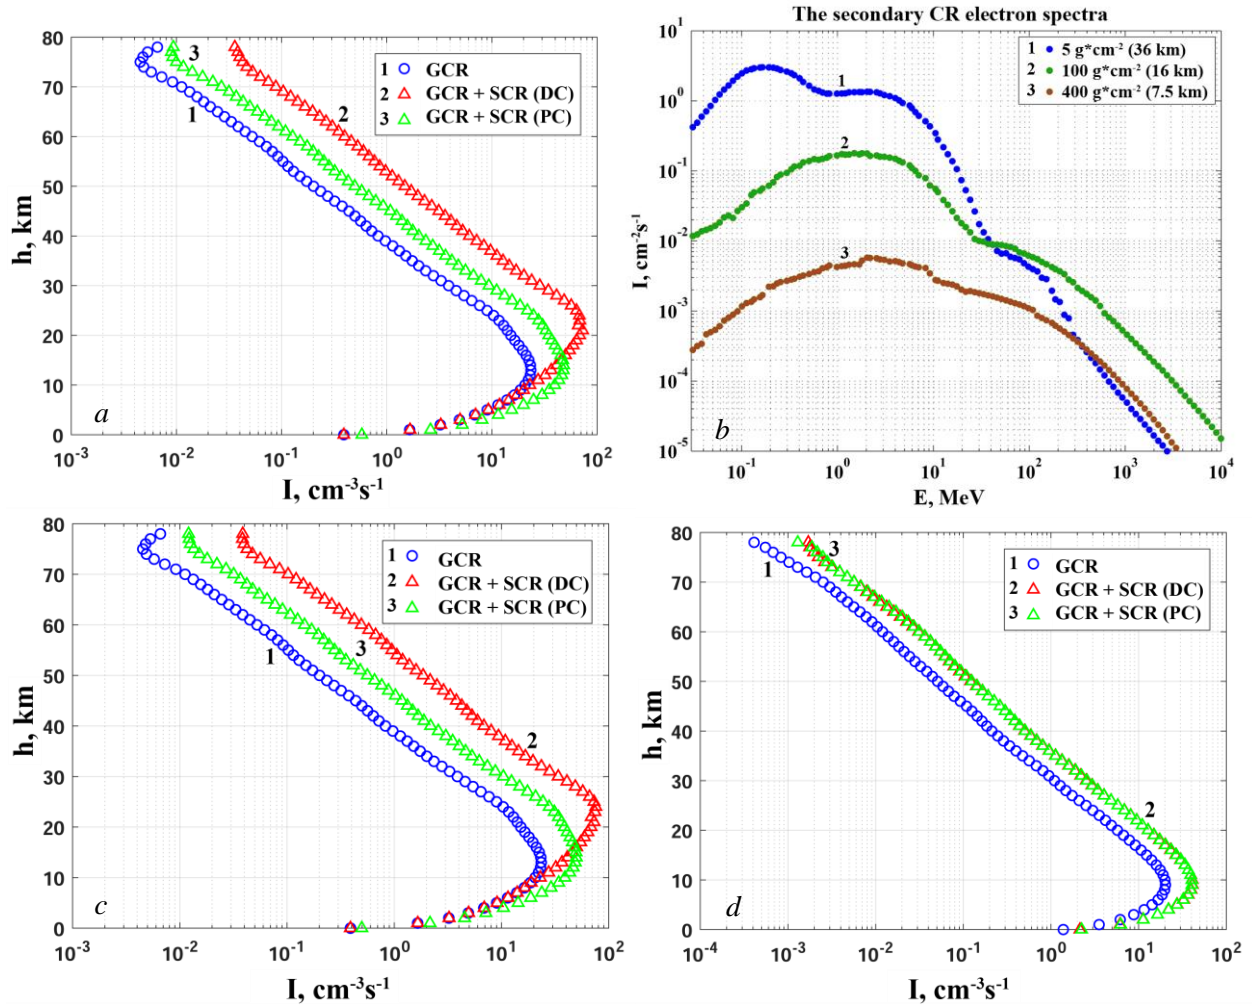 80
70
60
50
40
30
20
10
0
h, km
1 GCR
2 GCR + SCR (DC)
3 GCR + SCR (PC)
3
2
1
a
10⁻³ 10⁻² 10⁻¹ 10⁰ 10¹ 10²
I, cm⁻³s⁻¹
The secondary CR electron spectra
10¹
10⁰
10⁻¹
10⁻²
10⁻³
10⁻⁴
10⁻⁵
I, cm⁻²s⁻¹
1 5 g*cm⁻² (36 km)
2 100 g*cm⁻² (16 km)
3 400 g*cm⁻² (7.5 km)
1
2
3
b
10⁻¹ 10⁰ 10¹ 10² 10³ 10⁴
E, MeV
80
70
60
50
40
30
20
10
0
h, km
1 GCR
2 GCR + SCR (DC)
3 GCR + SCR (PC)
1
3
2
c
10⁻³ 10⁻² 10⁻¹ 10⁰ 10¹ 10²
I, cm⁻³s⁻¹
80
70
60
50
40
30
20
10
0
h, km
1 GCR
2 GCR + SCR (DC)
3 GCR + SCR (PC)
3
1
2
d
10⁻⁴ 10⁻³ 10⁻² 10⁻¹ 10⁰ 10¹ 10²
I, cm⁻³s⁻¹